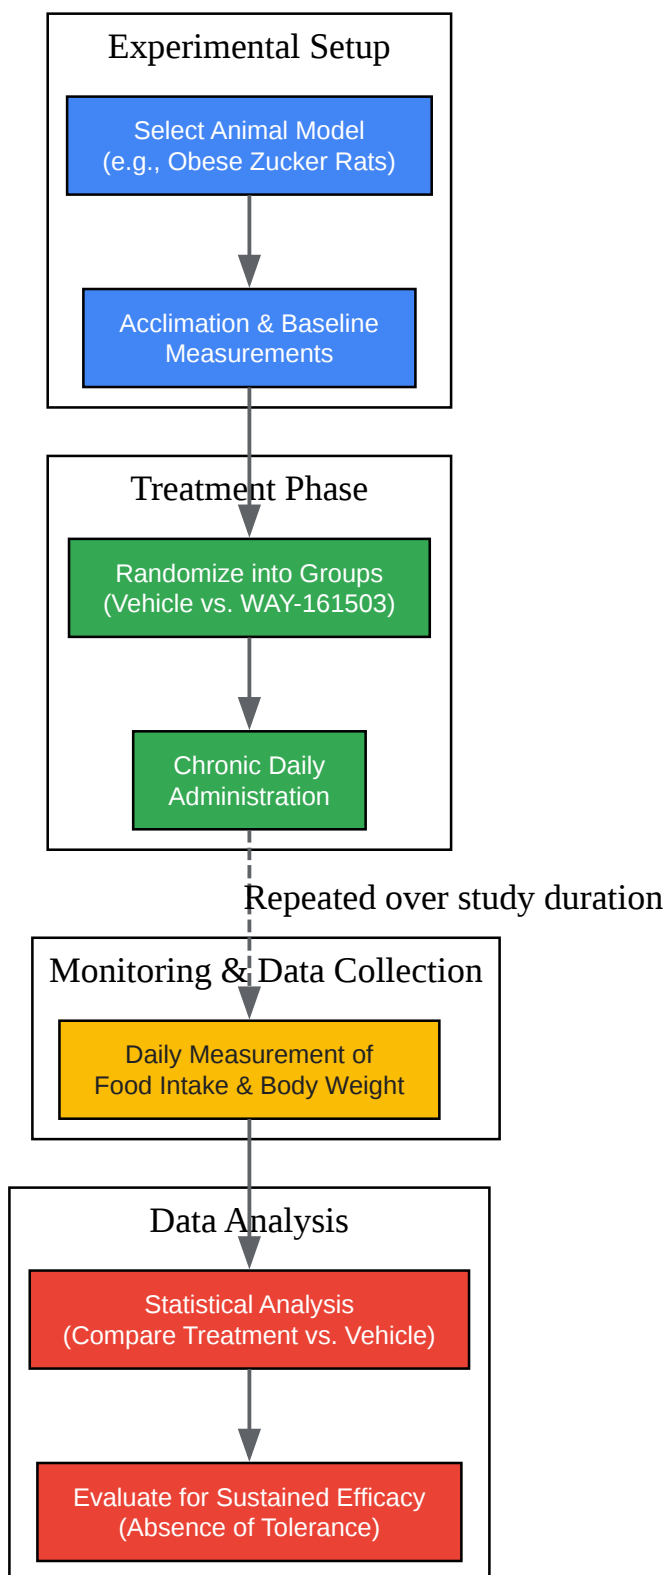 Experimental Setup
Select Animal Model
(e.g., Obese Zucker Rats)
Acclimation & Baseline
Measurements
Treatment Phase
Randomize into Groups
(Vehicle vs. WAY-161503)
Chronic Daily
Administration
Repeated over study duration
Monitoring & Data Collection
Daily Measurement of
Food Intake & Body Weight
Data Analysis
Statistical Analysis
(Compare Treatment vs. Vehicle)
Evaluate for Sustained Efficacy
(Absence of Tolerance)